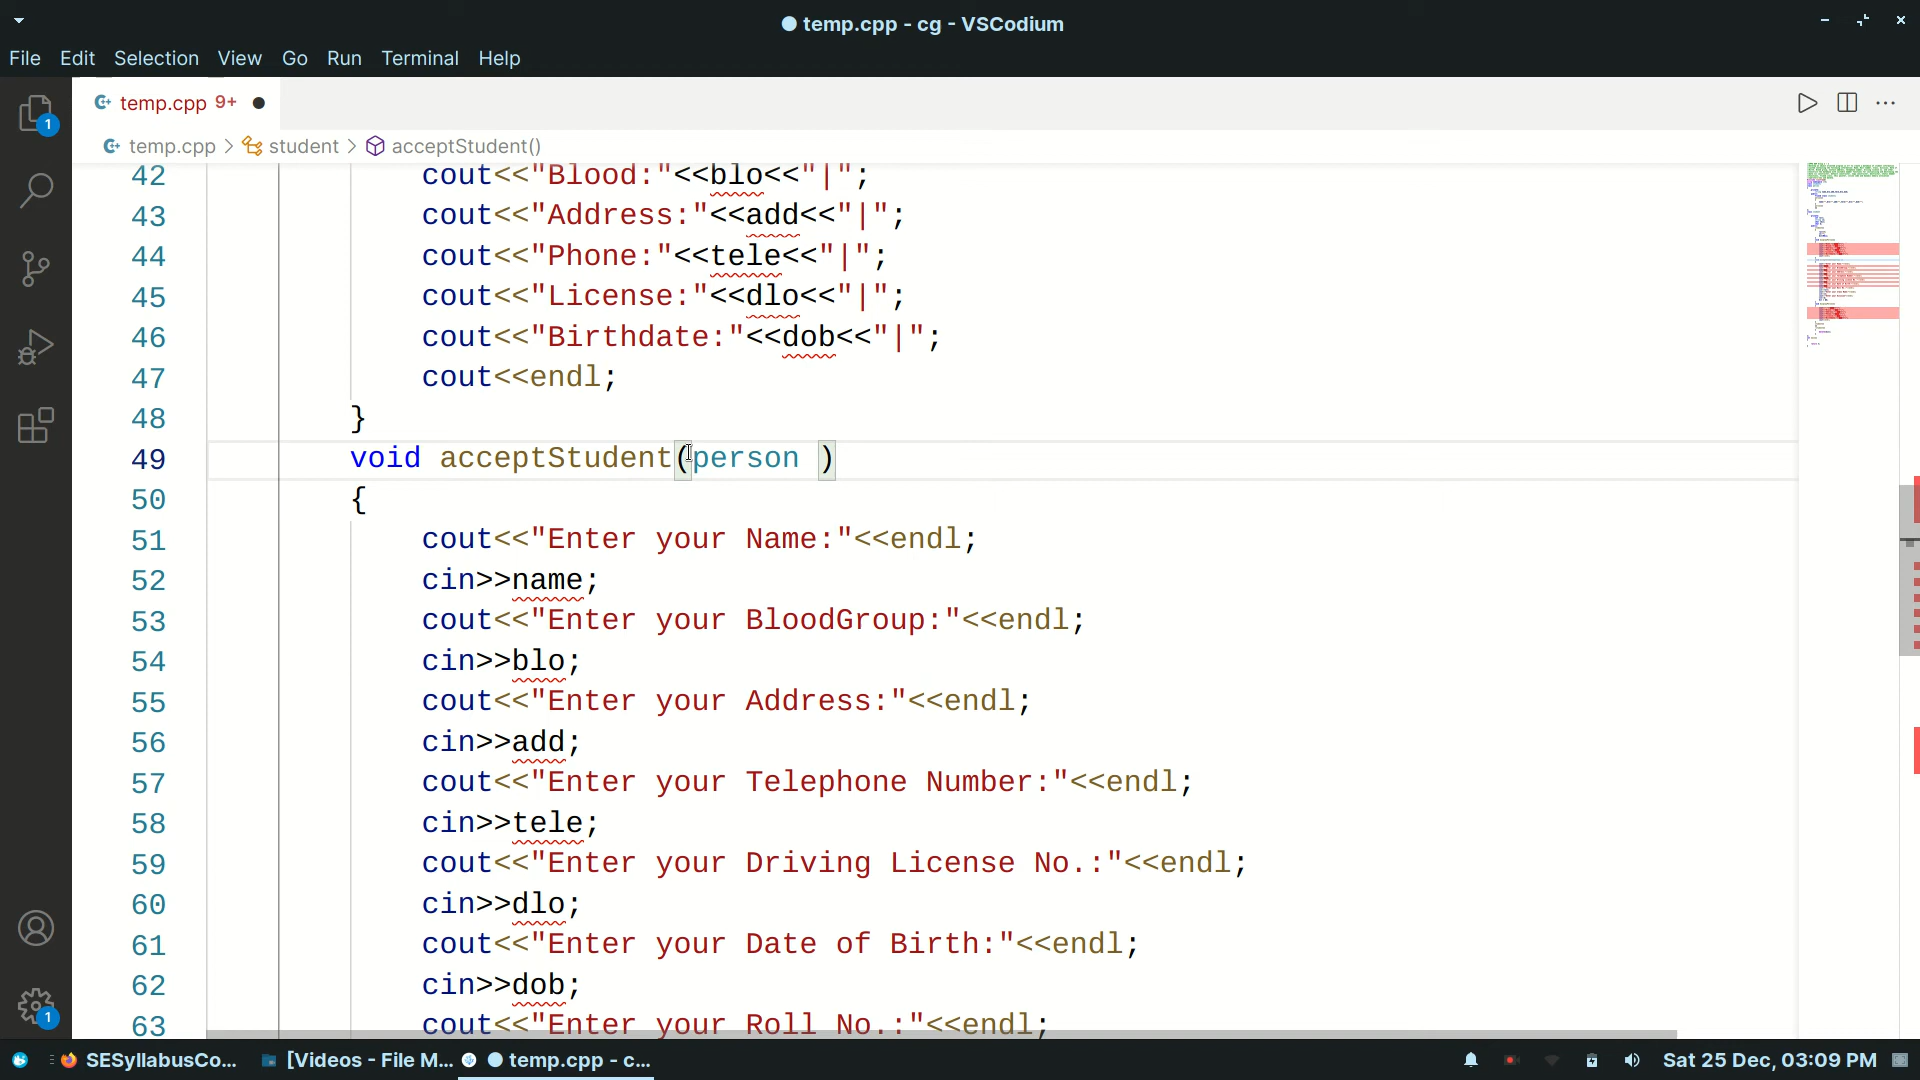 temp.cpp - cg - VSCodium
File Edit Selection View Go Run Terminal Help
temp.cpp 9+
temp.cpp > student > acceptStudent()
42 cout<<"Blood:"<<blo<<"|";
43 cout<<"Address:"<<add<<"|";
44 cout<<"Phone:"<<tele<<"|";
45 cout<<"License:"<<dlo<<"|";
46 cout<<"Birthdate:"<<dob<<"|";
47 cout<<endl;
48 }
49 void acceptStudent(person )
50 {
51 cout<<"Enter your Name:"<<endl;
52 cin>>name;
53 cout<<"Enter your BloodGroup:"<<endl;
54 cin>>blo;
55 cout<<"Enter your Address:"<<endl;
56 cin>>add;
57 cout<<"Enter your Telephone Number:"<<endl;
58 cin>>tele;
59 cout<<"Enter your Driving License No.:"<<endl;
60 cin>>dlo;
61 cout<<"Enter your Date of Birth:"<<endl;
62 cin>>dob;
63 cout<<"Enter your Roll No.:"<<endl;
1
1
SESyllabusCo... [Videos - File M... temp.cpp - c... Sat 25 Dec, 03:09 PM